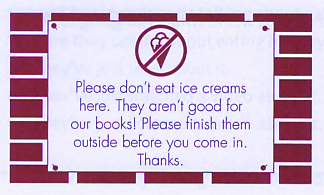 Please don't eat ice creams
here. They aren't good for
our books! Please finish them
outside before you come in.
Thanks.